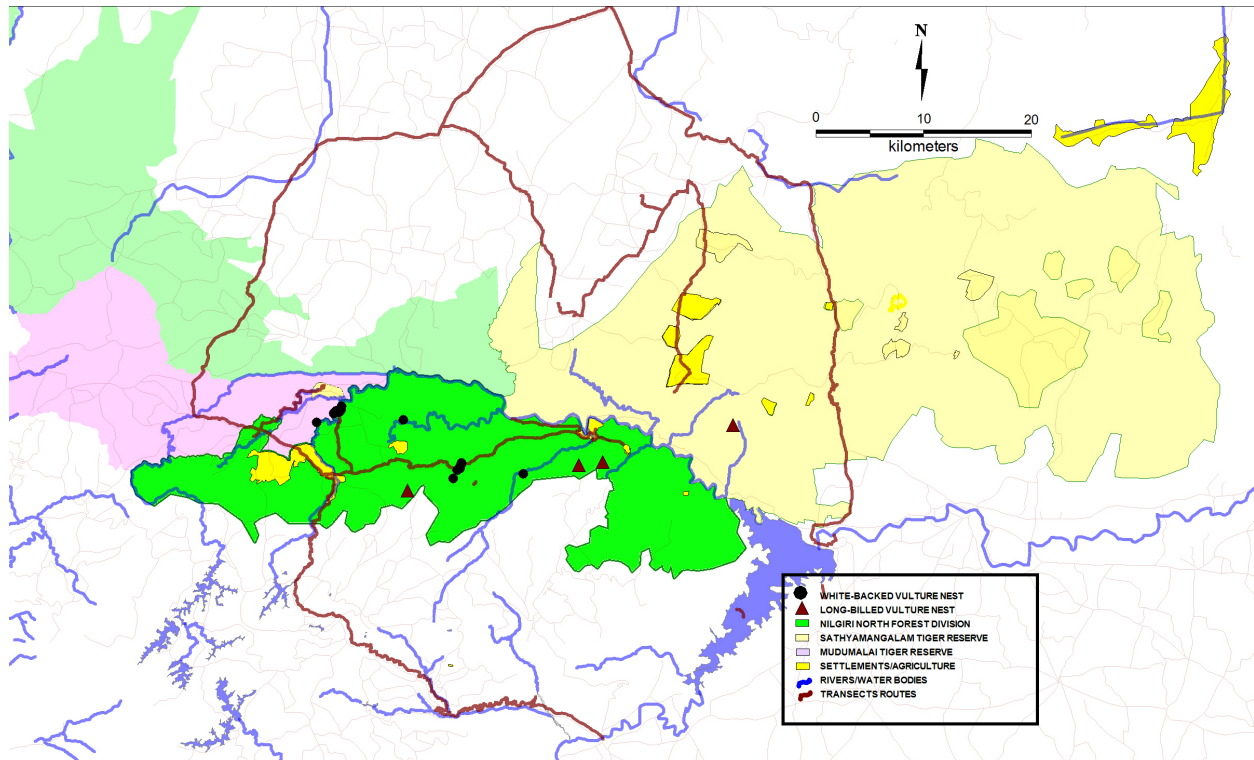 N
0 10 20
kilometers
WHITE-BACKED VULTURE NEST
LONG-BILLED VULTURE NEST
NILGIRI NORTH FOREST DIVISION
SATHYAMANGALAM TIGER RESERVE
MUDUMALAI TIGER RESERVE
SETTLEMENTS/AGRICULTURE
RIVERS/WATER BODIES
TRANSECTS ROUTES